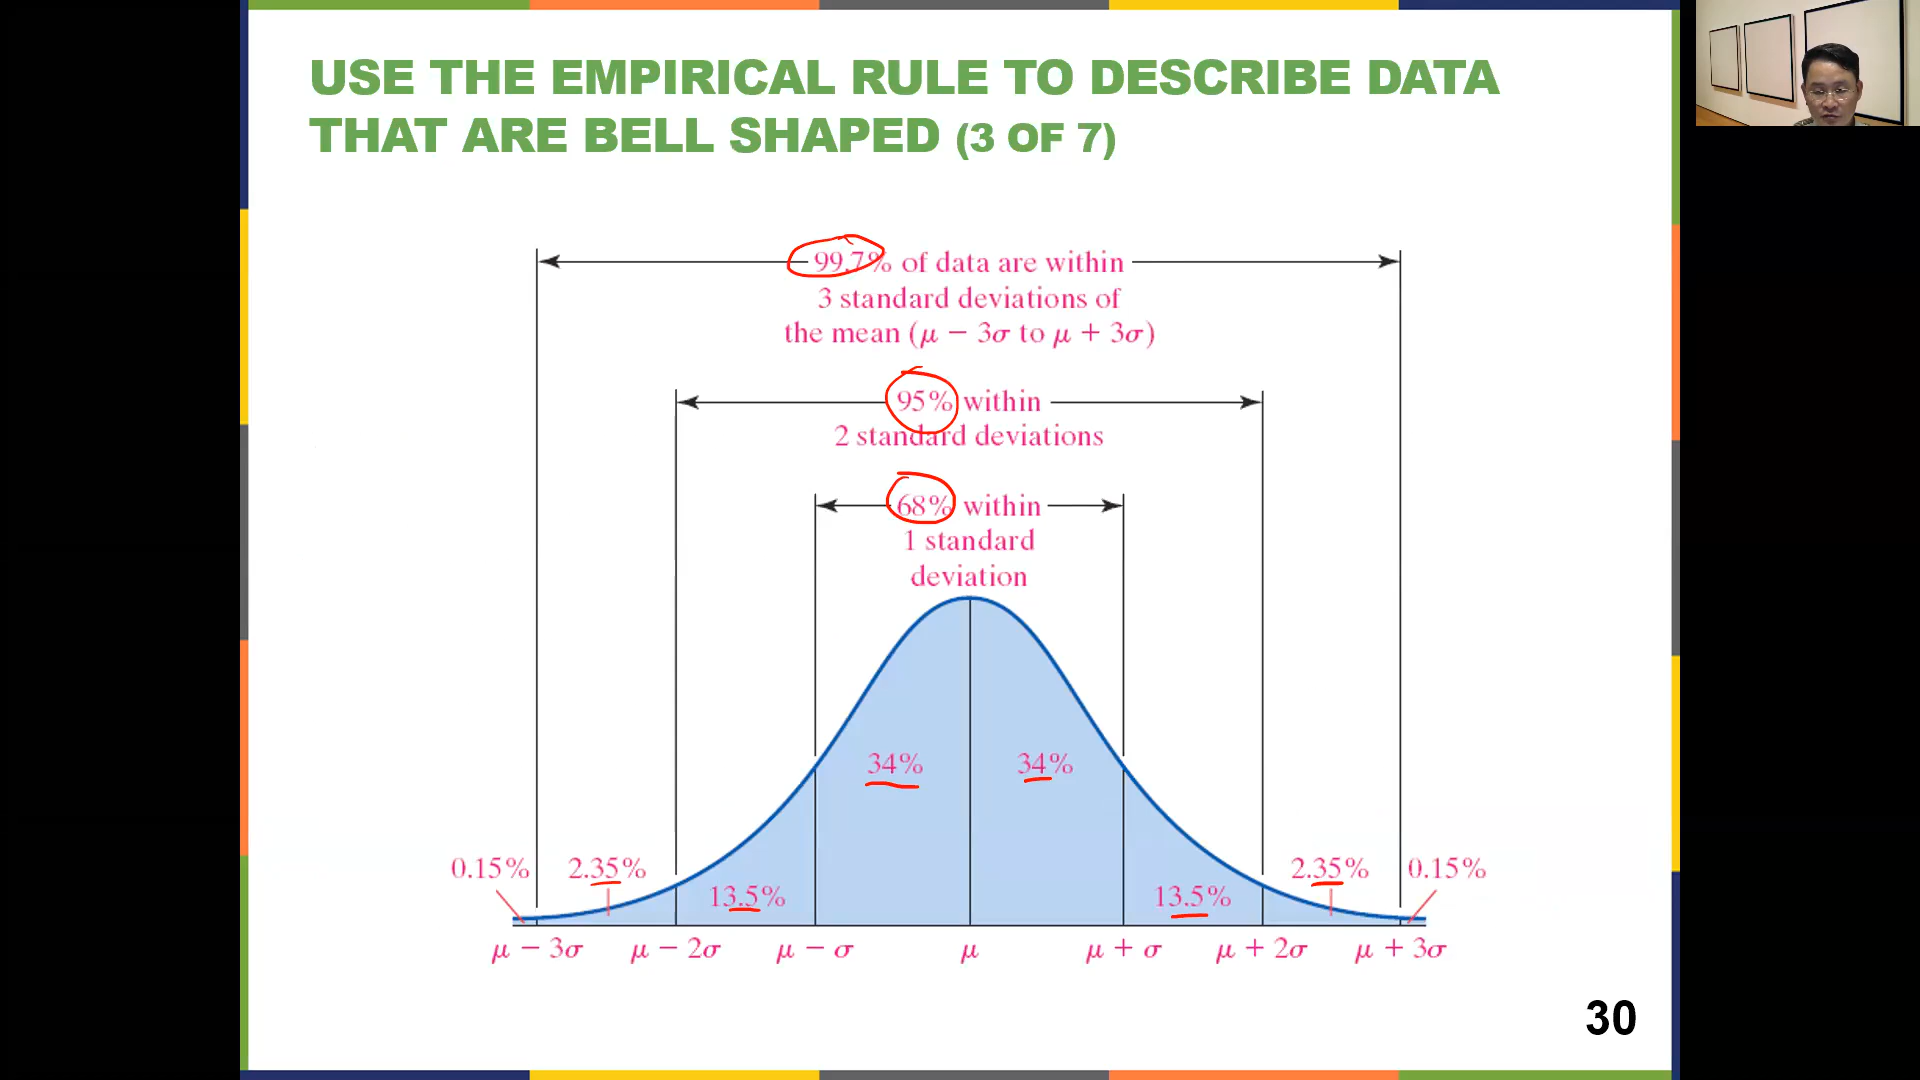 USE THE EMPIRICAL RULE TO DESCRIBE DATA
THAT ARE BELL SHAPED (3 OF 7)
99.7% of data are within
3 standard deviations of
the mean (μ − 3σ to μ + 3σ)
95% within
2 standard deviations
68% within
1 standard
deviation
34% 34%
0.15% 2.35% 2.35% 0.15%
13.5% 13.5%
μ − 3σ μ − 2σ μ − σ μ μ + σ μ + 2σ μ + 3σ
30